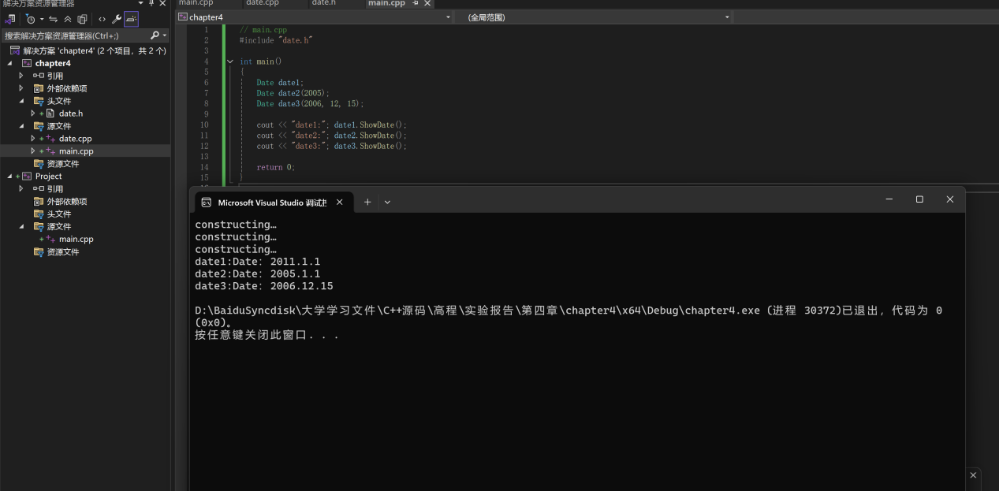 解决方案资源管理器
main.cpp
date.cpp
date.h
main.cpp
搜索解决方案资源管理器(Ctrl+;)
解决方案 'chapter4' (2 个项目，共 2 个)
chapter4
引用
外部依赖项
头文件
date.h
源文件
date.cpp
main.cpp
资源文件
Project
引用
外部依赖项
头文件
源文件
main.cpp
资源文件
chapter4
(全局范围)
1 // main.cpp
2 #include "date.h"
3
4 int main()
5 {
6 Date date1;
7 Date date2(2005);
8 Date date3(2006, 12, 15);
9
10 cout << "date1:"; date1.ShowDate();
11 cout << "date2:"; date2.ShowDate();
12 cout << "date3:"; date3.ShowDate();
13
14 return 0;
15 }
Microsoft Visual Studio 调试
constructing…
constructing…
constructing…
date1:Date: 2011.1.1
date2:Date: 2005.1.1
date3:Date: 2006.12.15
D:\BaiduSyncdisk\大学学习文件\C++源码\高程\实验报告\第四章\chapter4\x64\Debug\chapter4.exe (进程 30372)已退出，代码为 0
(0x0)。
按任意键关闭此窗口. . .